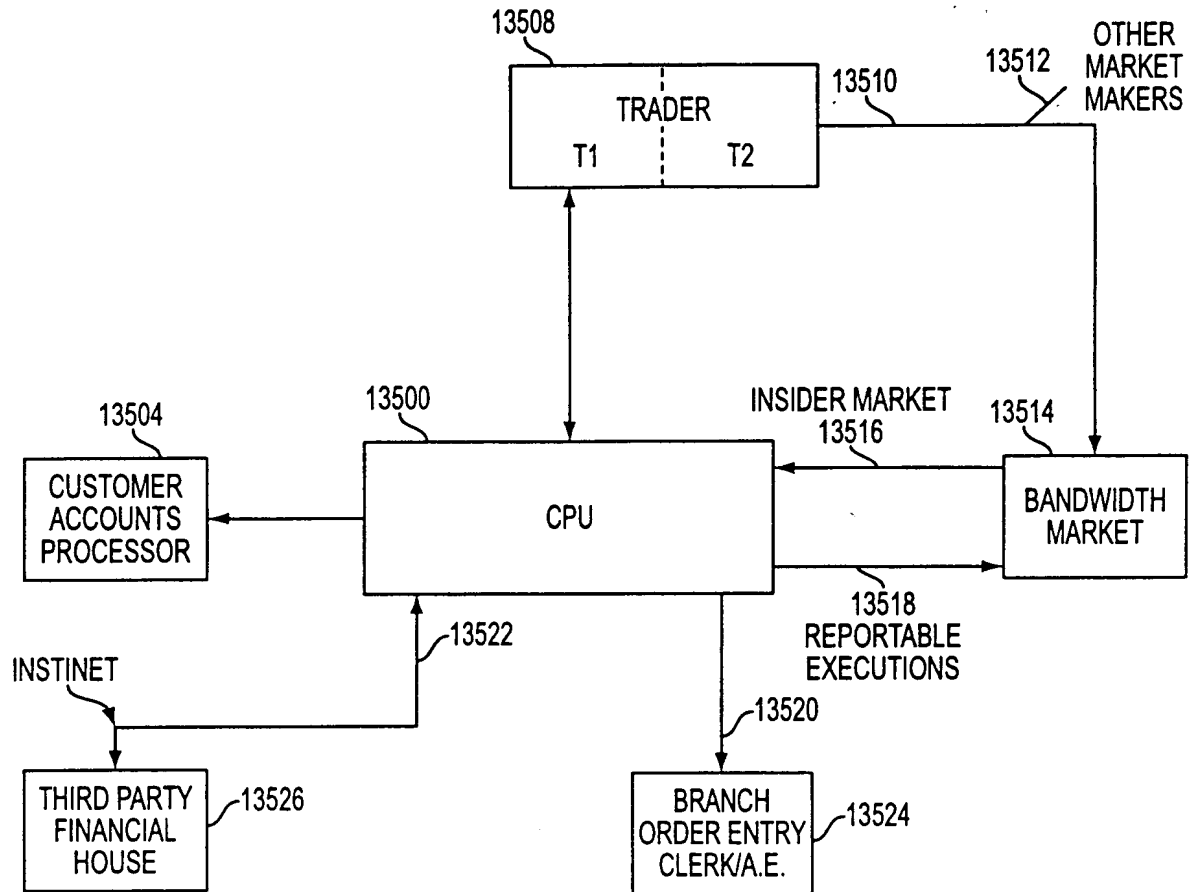 13508
OTHER
MARKET
MAKERS
13512
13510
TRADER
T1 T2
13500
INSIDER MARKET
13516
13514
13504
CUSTOMER
ACCOUNTS
PROCESSOR
CPU
BANDWIDTH
MARKET
13518
REPORTABLE
EXECUTIONS
13522
INSTINET
13520
THIRD PARTY
FINANCIAL
HOUSE
13526
BRANCH
ORDER ENTRY
CLERK/A.E.
13524